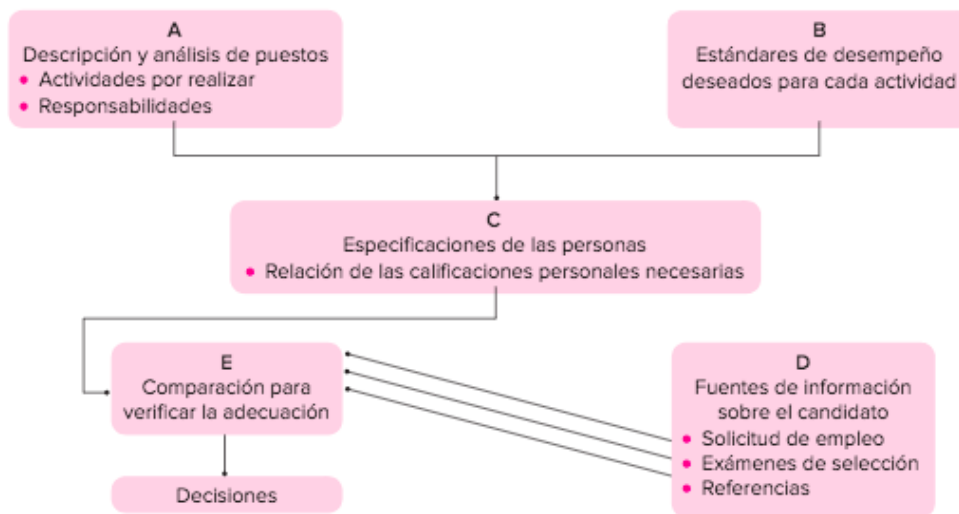 A
Descripción y análisis de puestos
• Actividades por realizar
• Responsabilidades
B
Estándares de desempeño
deseados para cada actividad
C
Especificaciones de las personas
• Relación de las calificaciones personales necesarias
E
Comparación para
verificar la adecuación
D
Fuentes de información
sobre el candidato
• Solicitud de empleo
• Exámenes de selección
• Referencias
Decisiones